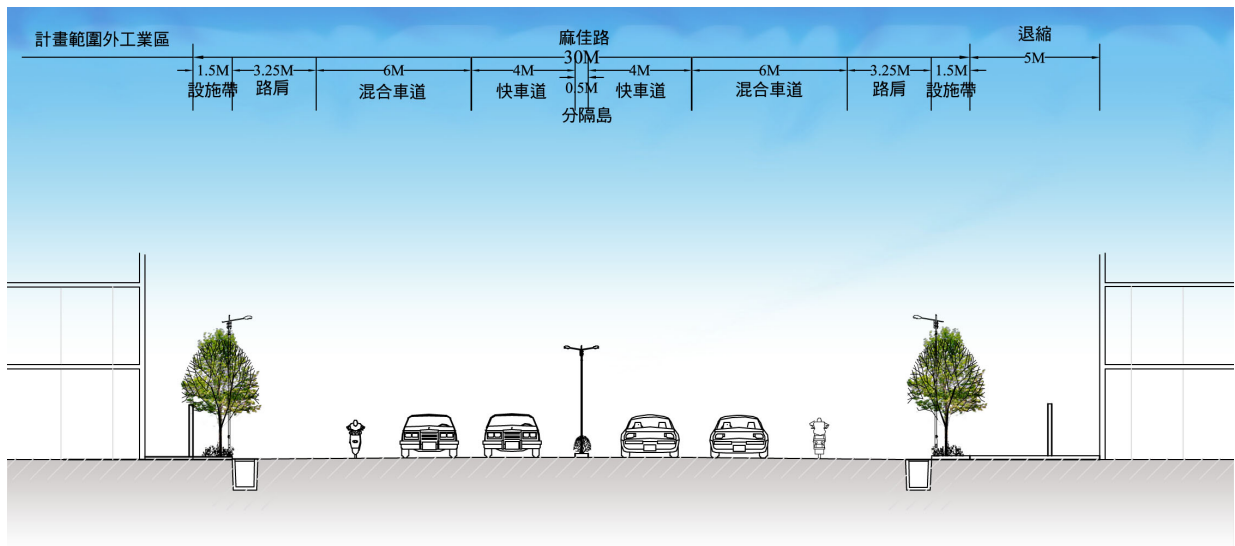 計畫範圍外工業區
麻佳路
退縮
30M
5M
1.5M 3.25M 6M 4M 0.5M 4M 6M 3.25M 1.5M
設施帶 路肩 混合車道 快車道 分隔島 快車道 混合車道 路肩 設施帶